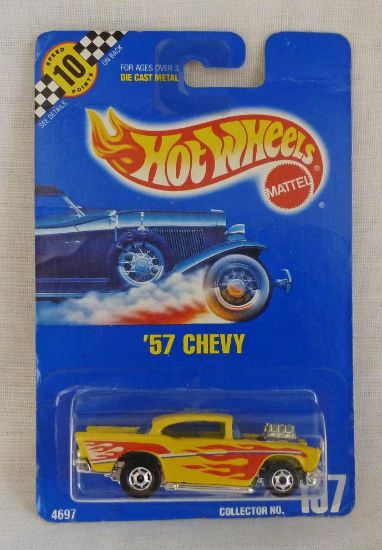 SPEED
10
POINTS
ON BACK
SEE DETAILS
FOR AGES OVER 3
DIE CAST METAL
Hot Wheels
®
MATTEL
®
'57 CHEVY
4697
COLLECTOR NO.